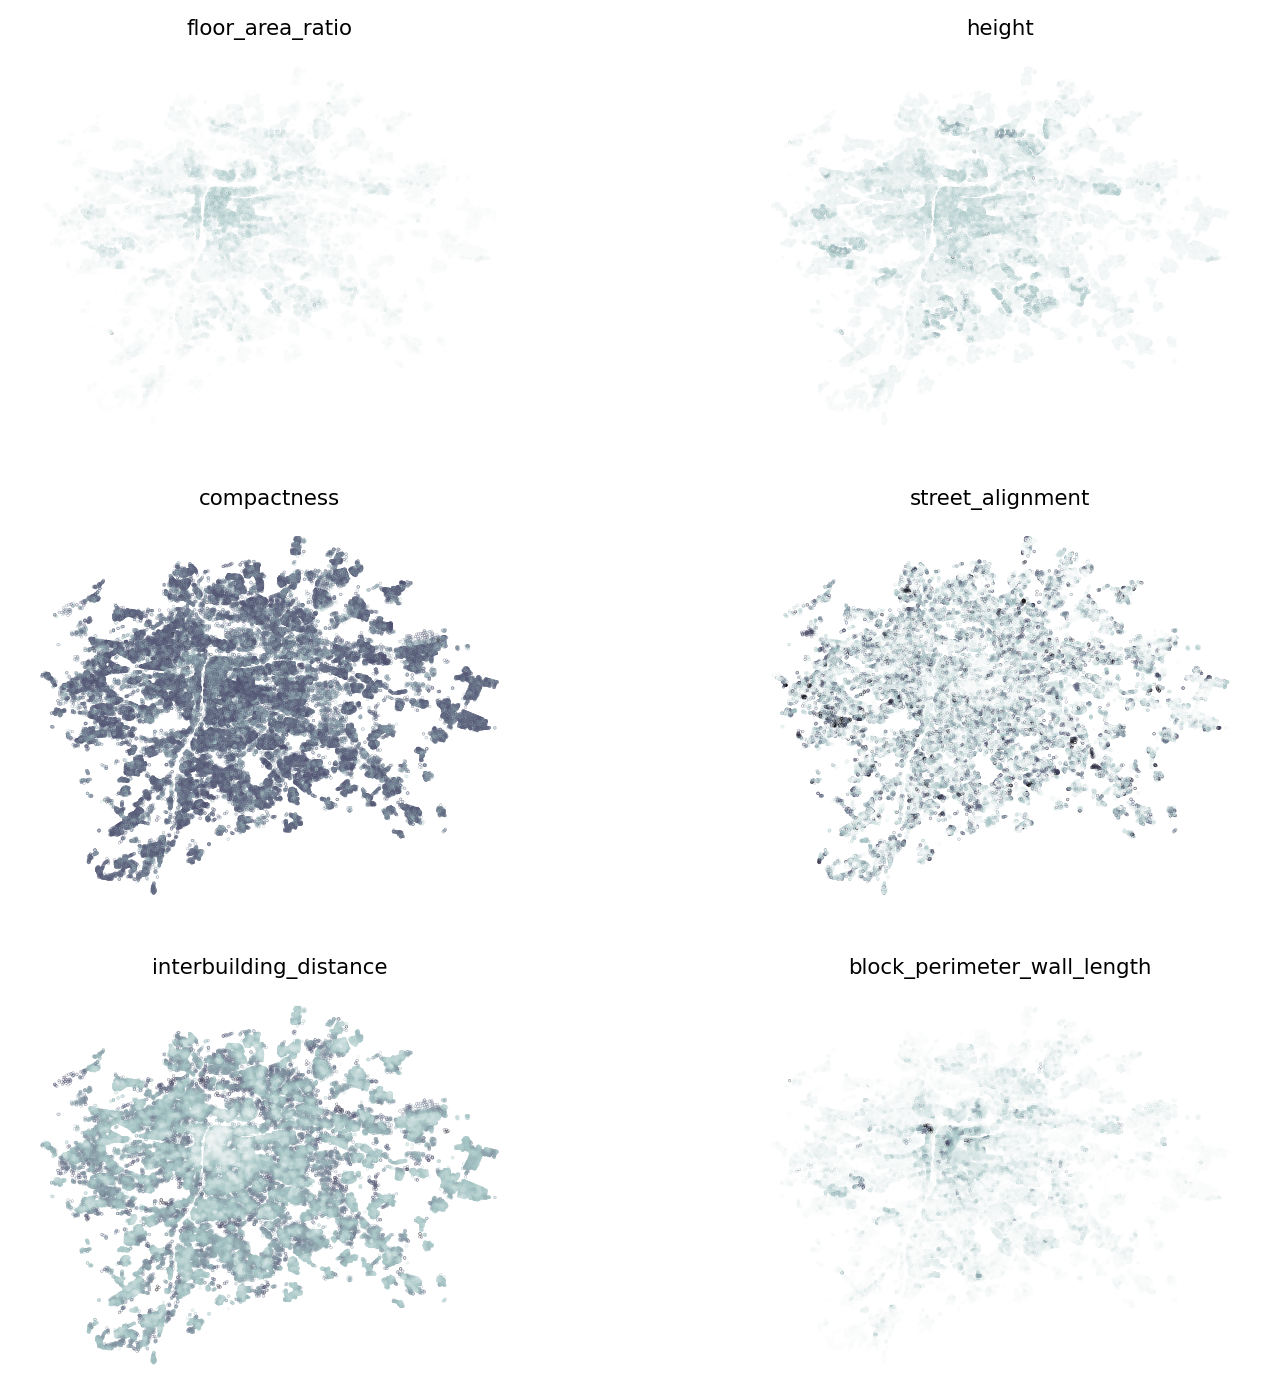 floor_area_ratio
height
compactness
street_alignment
interbuilding_distance
block_perimeter_wall_length